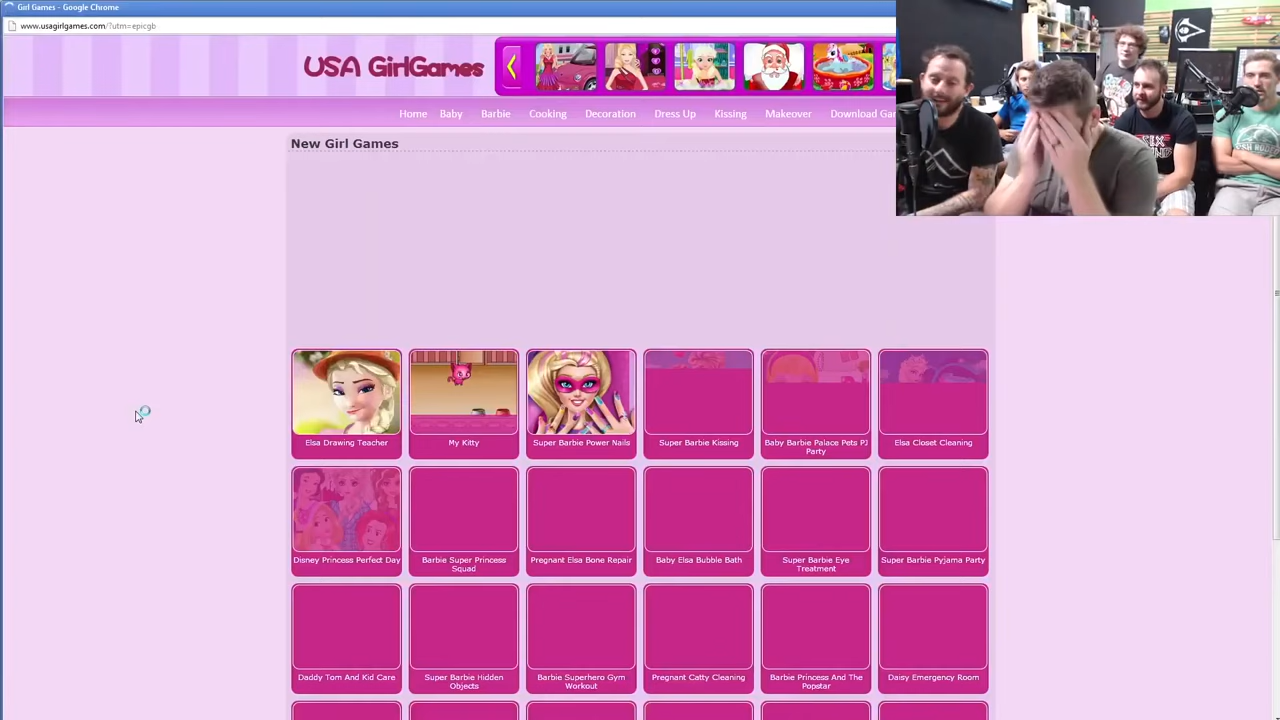 Girl Games - Google Chrome
www.usagirlgames.com/?utm=epicgb
USA GirlGames
Home Baby Barbie Cooking Decoration Dress Up Kissing Makeover Download Gar
New Girl Games
Elsa Drawing Teacher
My Kitty
Super Barbie Power Nails
Super Barbie Kissing
Baby Barbie Palace Pets PJ
Party
Elsa Closet Cleaning
Disney Princess Perfect Day
Barbie Super Princess
Squad
Pregnant Elsa Bone Repair
Baby Elsa Bubble Bath
Super Barbie Eye
Treatment
Super Barbie Pyjama Party
Daddy Tom And Kid Care
Super Barbie Hidden
Objects
Barbie Superhero Gym
Workout
Pregnant Catty Cleaning
Barbie Princess And The
Popstar
Daisy Emergency Room